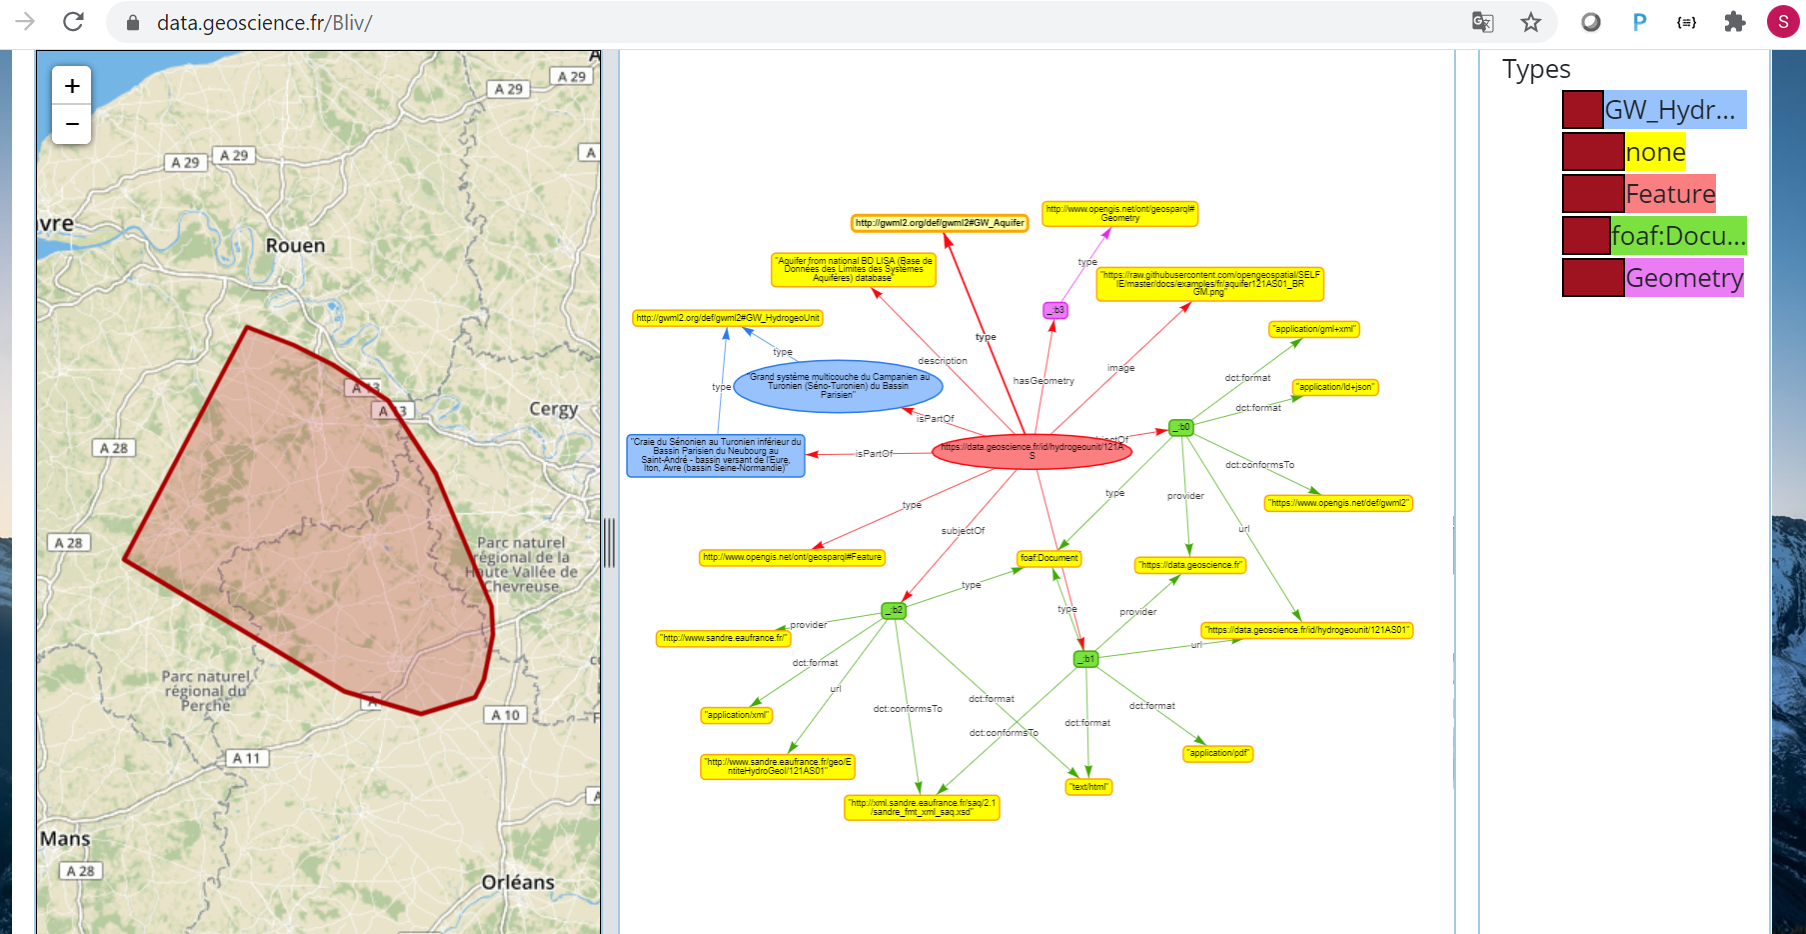 data.geoscience.fr/Bliv/
S
+
−
A 29
A 29
A 29
A 29
A
vre
Rouen
A 13
A 13
Cergy
A 28
A 28
Parc naturel
régional de la
Haute Vallée de
Chevreuse
Parc naturel
régional du
Perche
A 10
A 11
Mans
A 28
Orléans
http://gwml2.org/def/gwml2#GW_Aquifer
http://www.opengis.net/ont/geosparql#
Geometry
"Aquifer from national BD LISA (Base de
Données des Limites des Systèmes
Aquifères) database"
type
"https://raw.githubusercontent.com/opengeospatial/SELF
IE/master/docs/examples/fr/aquifer121AS01_BR
GM.png"
_:b3
http://gwml2.org/def/gwml2#GW_HydrogeoUnit
"application/gml+xml"
type
type
description
image
hasGeometry
dct:format
"Grand système multicouche du Campanien au
Turonien (Séno-Turonien) du Bassin
Parisien"
type
"application/ld+json"
dct:format
isPartOf
_:b0
"Craie du Sénonien au Turonien inférieur du
Bassin Parisien du Neubourg au
Saint-André - bassin versant de l'Eure,
Iton, Avre (bassin Seine-Normandie)"
isPartOf
https://data.geoscience.fr/id/hydrogeounit/121A
S
dct:conformsTo
type
provider
type
"https://www.opengis.net/def/gwml2"
subjectOf
url
http://www.opengis.net/ont/geosparql#Feature
foaf:Document
"https://data.geoscience.fr"
type
_:b2
type
provider
provider
"http://www.sandre.eaufrance.fr/"
"https://data.geoscience.fr/id/hydrogeounit/121AS01"
url
dct:format
_:b1
url
dct:format
dct:conformsTo
dct:format
dct:format
dct:conformsTo
"application/xml"
"application/pdf"
"http://www.sandre.eaufrance.fr/geo/E
ntiteHydroGeol/121AS01"
"text/html"
"http://xml.sandre.eaufrance.fr/saq/2.1
/sandre_fmt_xml_saq.xsd"
Types
GW_Hydr...
none
Feature
foaf:Docu...
Geometry